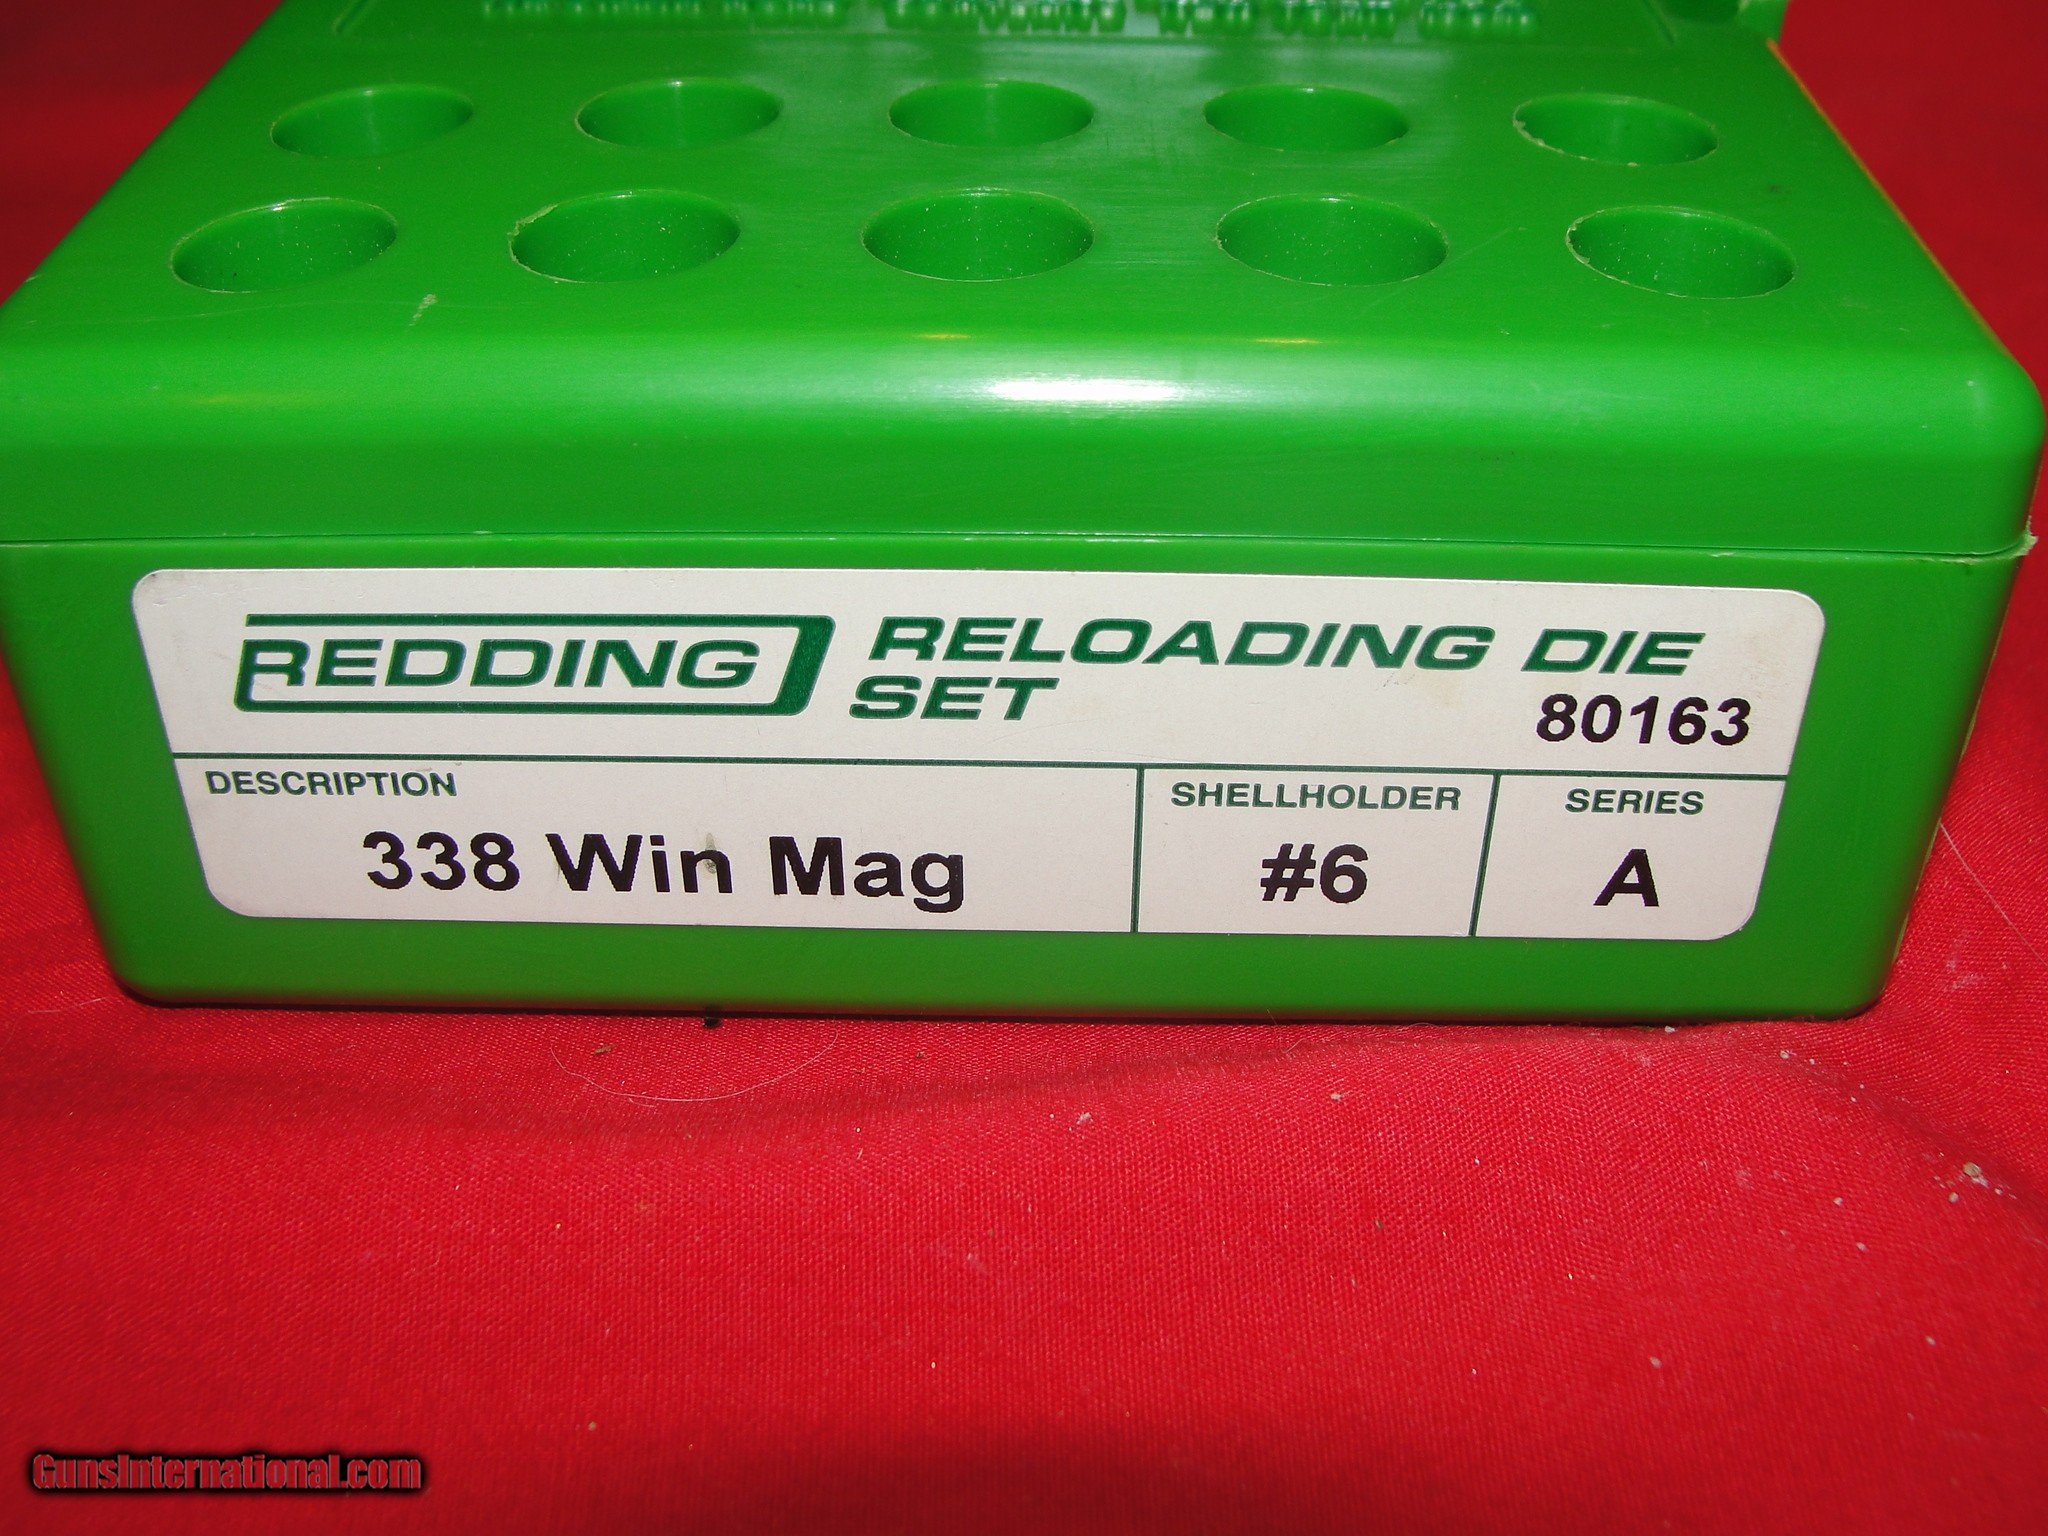 REDDING RELOADING DIE
SET
80163
DESCRIPTION
338 Win Mag
SHELLHOLDER
#6
SERIES
A
GunsInternational.com